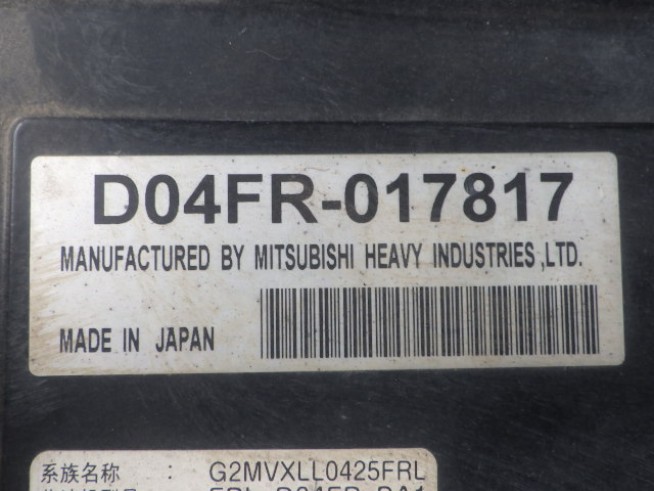 D04FR-017817
MANUFACTURED BY MITSUBISHI HEAVY INDUSTRIES ,LTD.
MADE IN JAPAN
系族名称 : G2MVXLL0425FRL